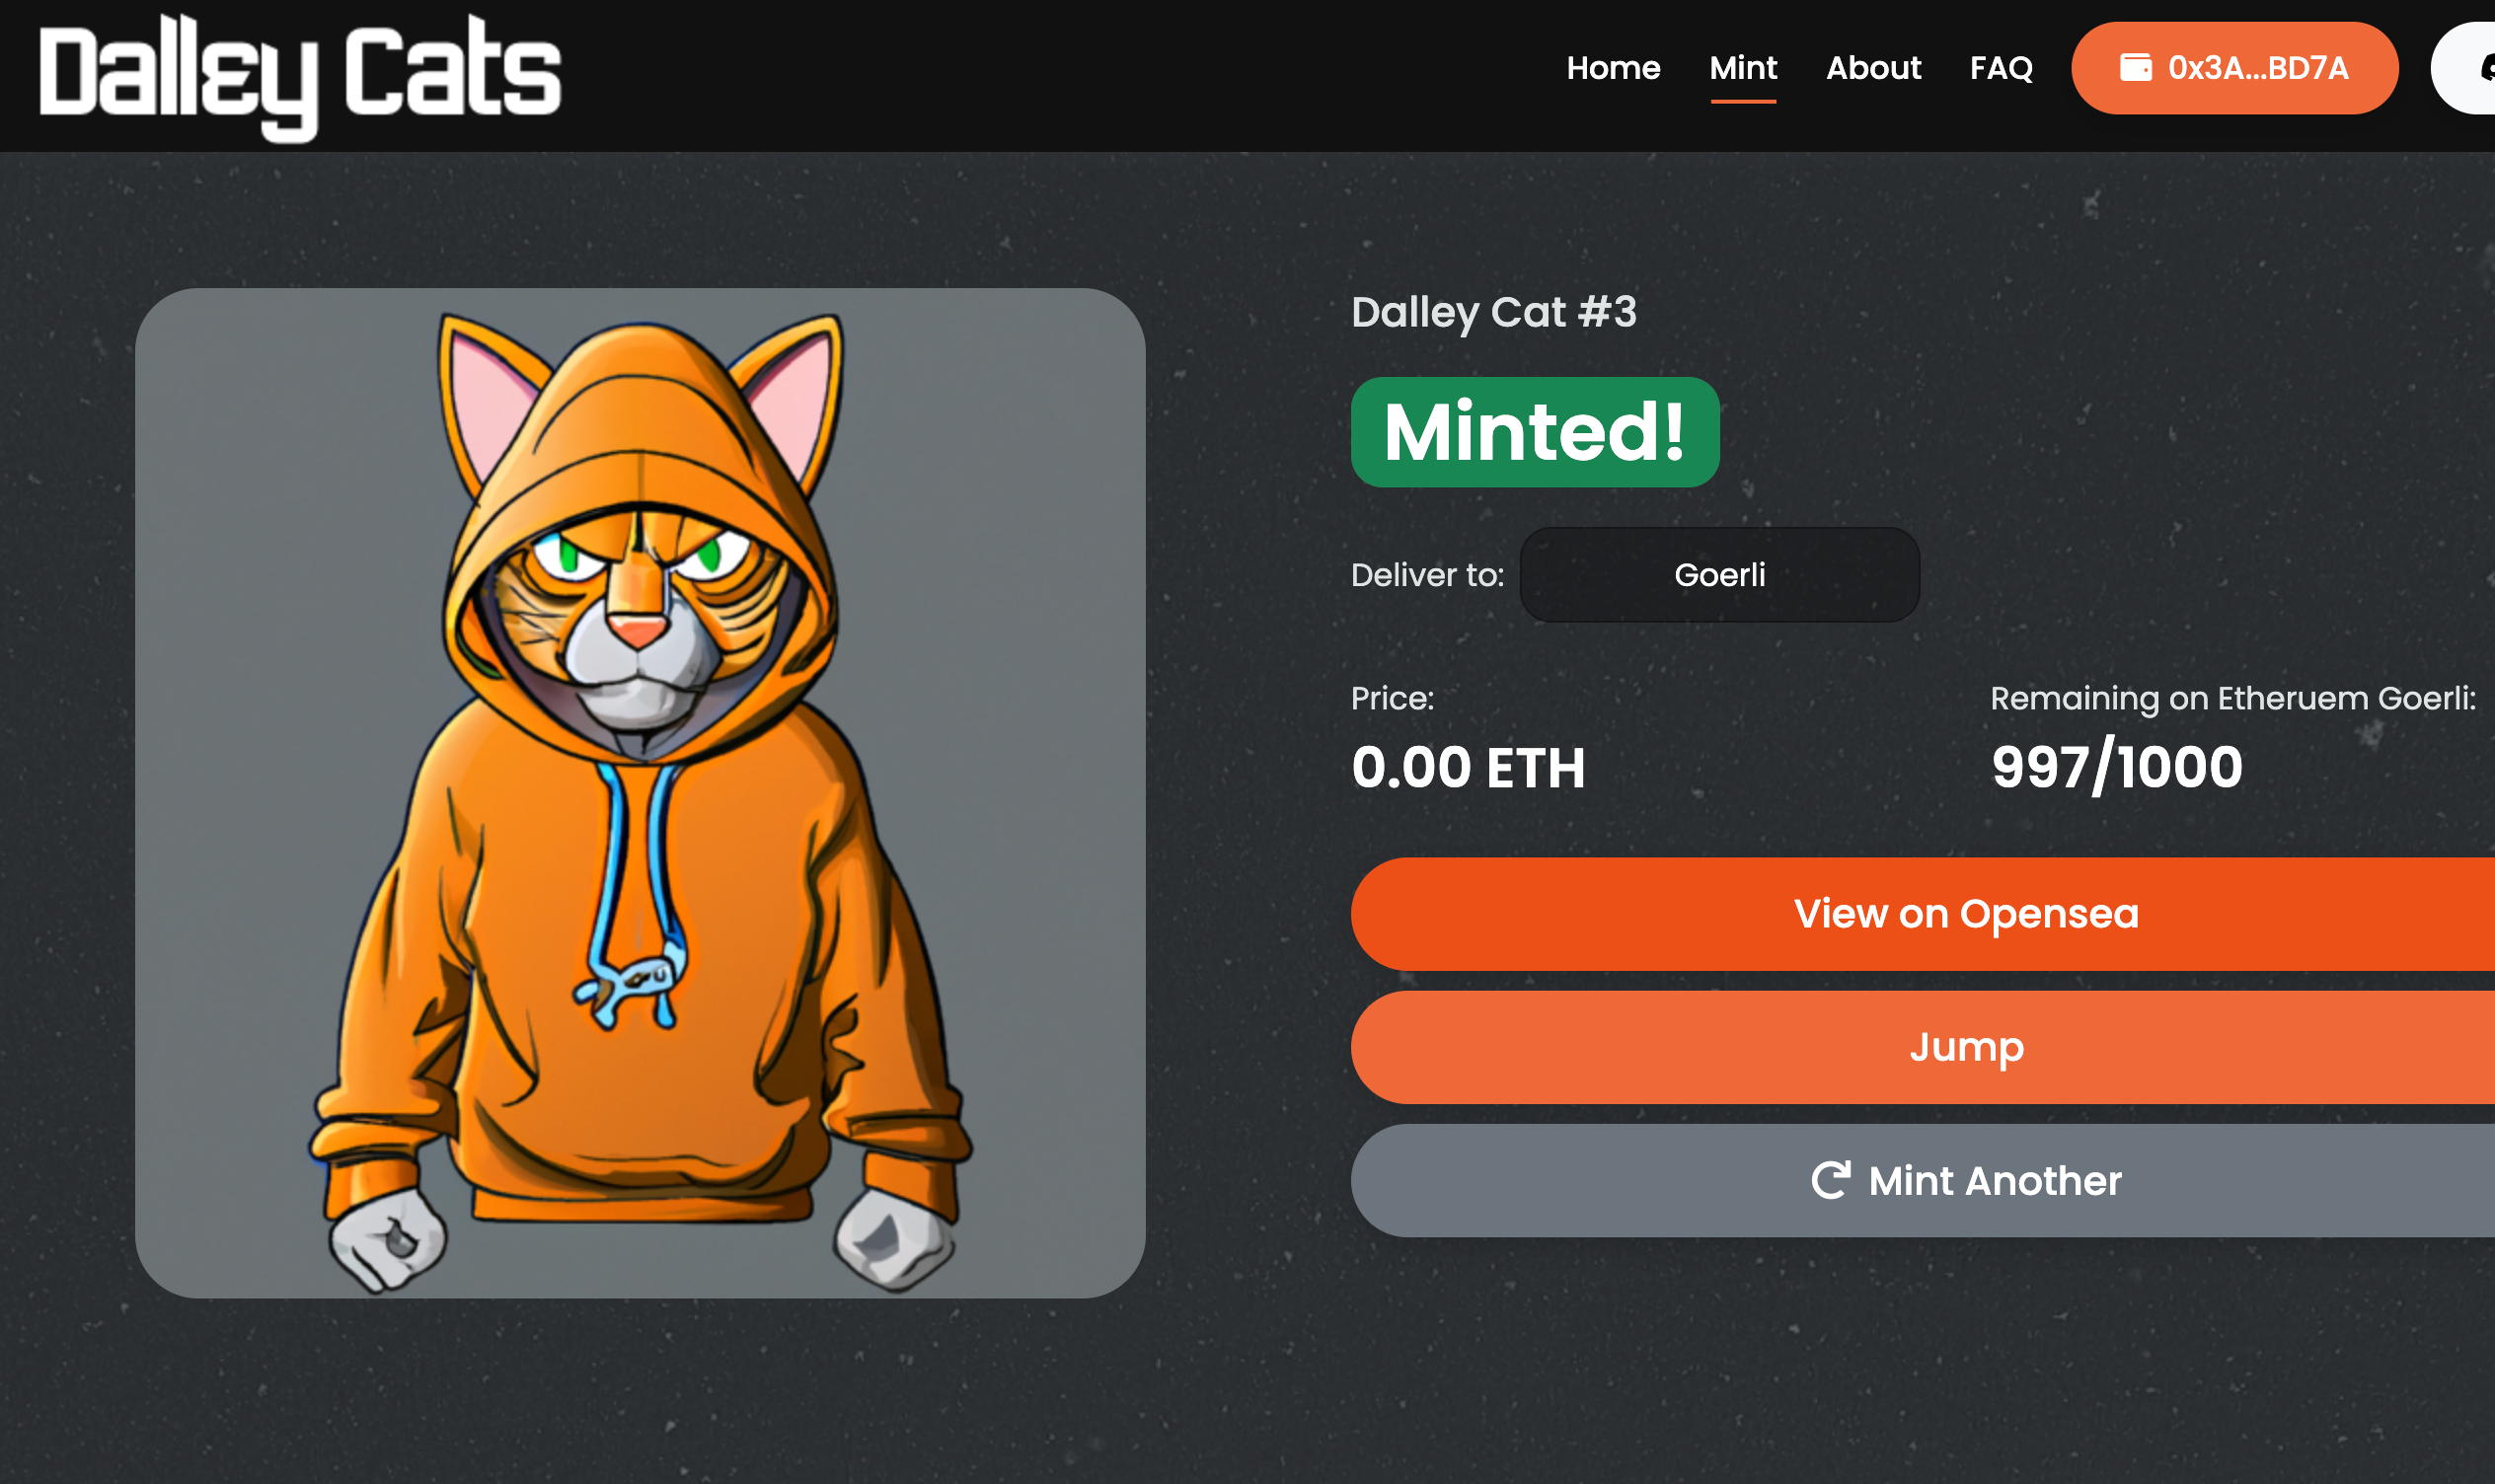 Dalley Cats
Home Mint About FAQ 0x3A...BD7A
Dalley Cat #3
Minted!
Deliver to: Goerli
Price: Remaining on Etheruem Goerli:
0.00 ETH 997/1000
View on Opensea
Jump
Mint Another